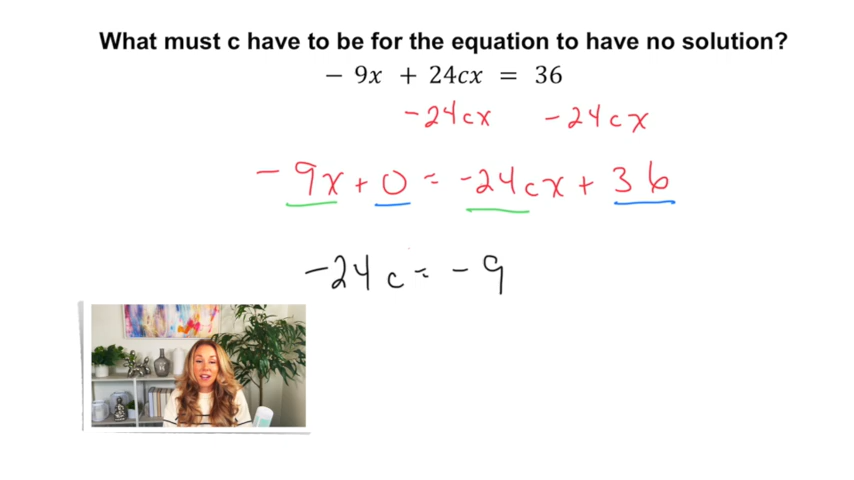 What must c have to be for the equation to have no solution?
− 9x + 24cx = 36
-24cx -24cx
-9x + 0 = -24cx + 36
-24c = -9